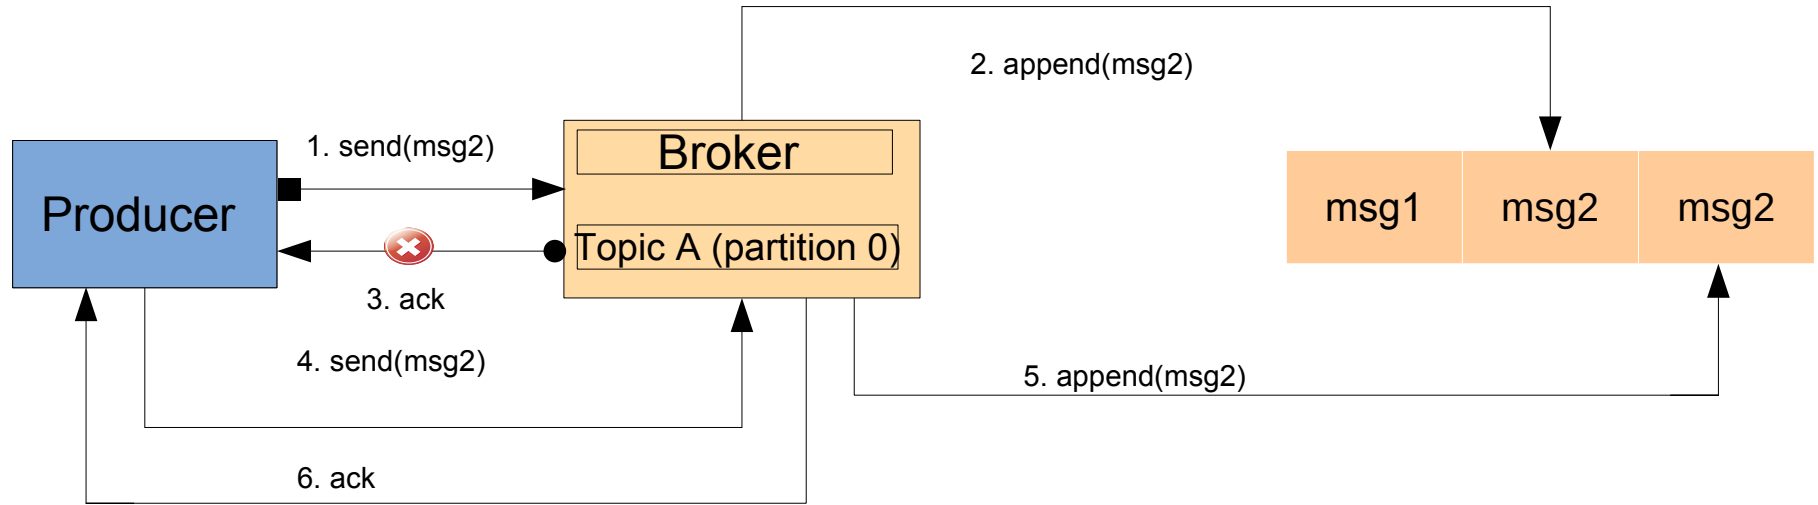 2. append(msg2)
1. send(msg2)
Broker
Producer
msg1
msg2
msg2
Topic A (partition 0)
3. ack
4. send(msg2)
5. append(msg2)
6. ack